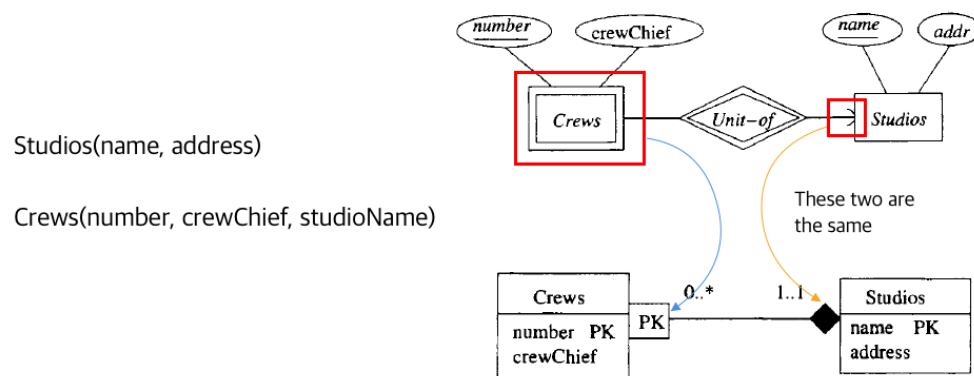 number
crewChief
name
addr
Crews
Unit-of
Studios
Studios(name, address)
Crews(number, crewChief, studioName)
These two are
the same
0..*
1..1
Crews
PK
number PK
crewChief
Studios
name PK
address